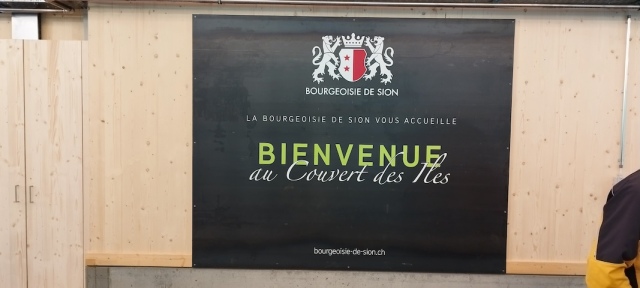 BOURGEOISIE DE SION
LA BOURGEOISIE DE SION VOUS ACCUEILLE
BIENVENUE
au Couvert des Iles
bourgeoisie-de-sion.ch